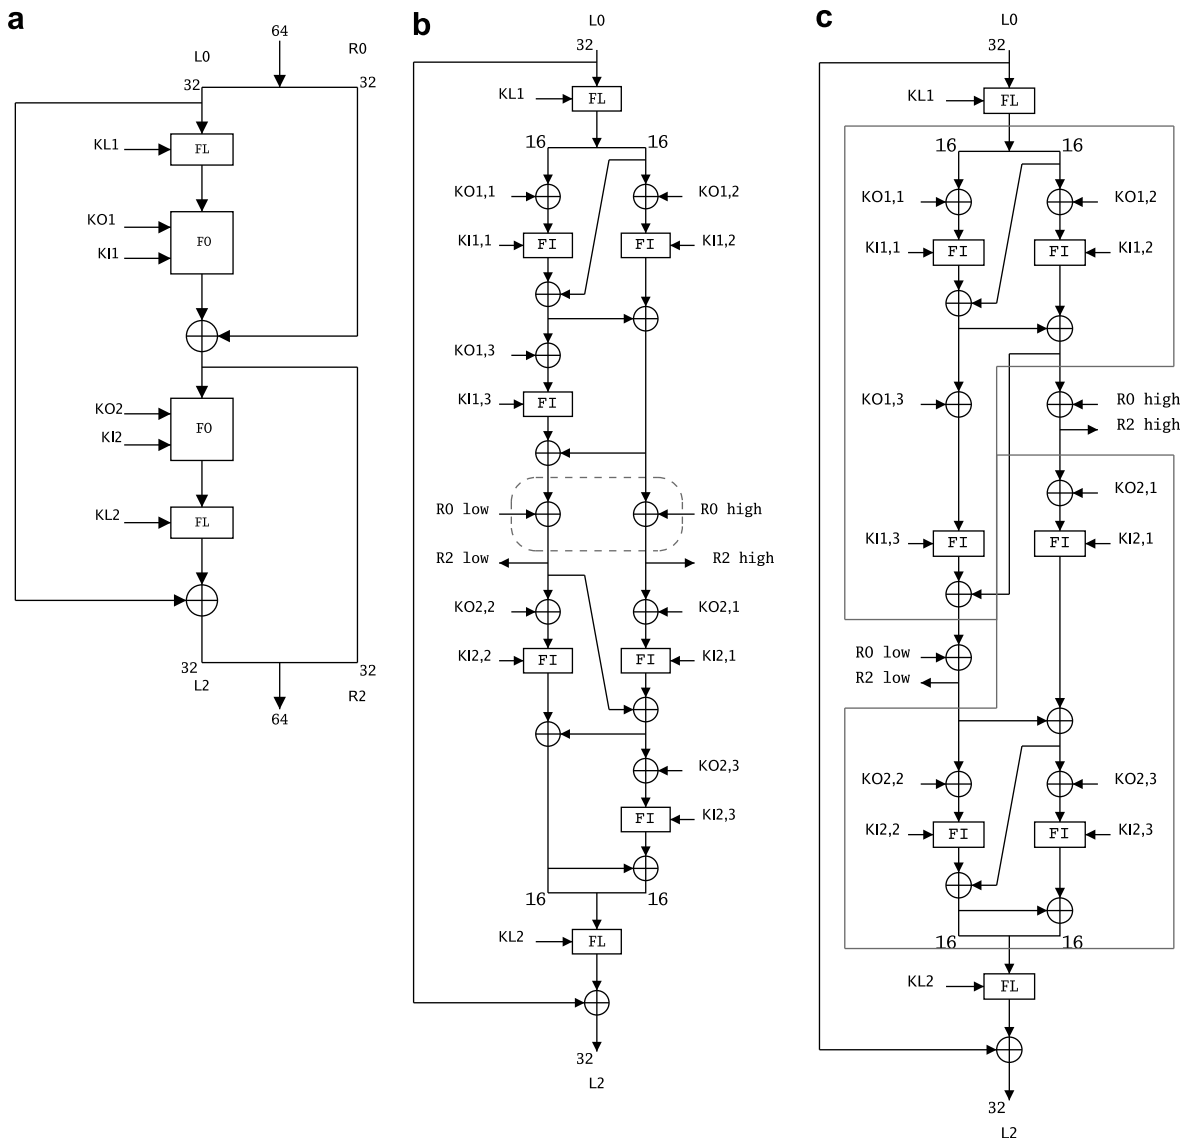 a
64
L0
R0
32
32
KL1
FL
KO1
FO
KI1
KO2
FO
KI2
KL2
FL
32
32
L2
R2
64
b
L0
32
KL1
FL
16
16
KO1,1
KO1,2
KI1,1
FI
FI
KI1,2
KO1,3
KI1,3
FI
R0 low
R0 high
R2 low
R2 high
KO2,2
KO2,1
KI2,2
FI
FI
KI2,1
KO2,3
FI
KI2,3
16
16
KL2
FL
32
L2
c
L0
32
KL1
FL
16
16
KO1,1
KO1,2
KI1,1
FI
FI
KI1,2
KO1,3
R0 high
R2 high
KO2,1
KI1,3
FI
FI
KI2,1
R0 low
R2 low
KO2,2
KO2,3
KI2,2
FI
FI
KI2,3
16
16
KL2
FL
32
L2